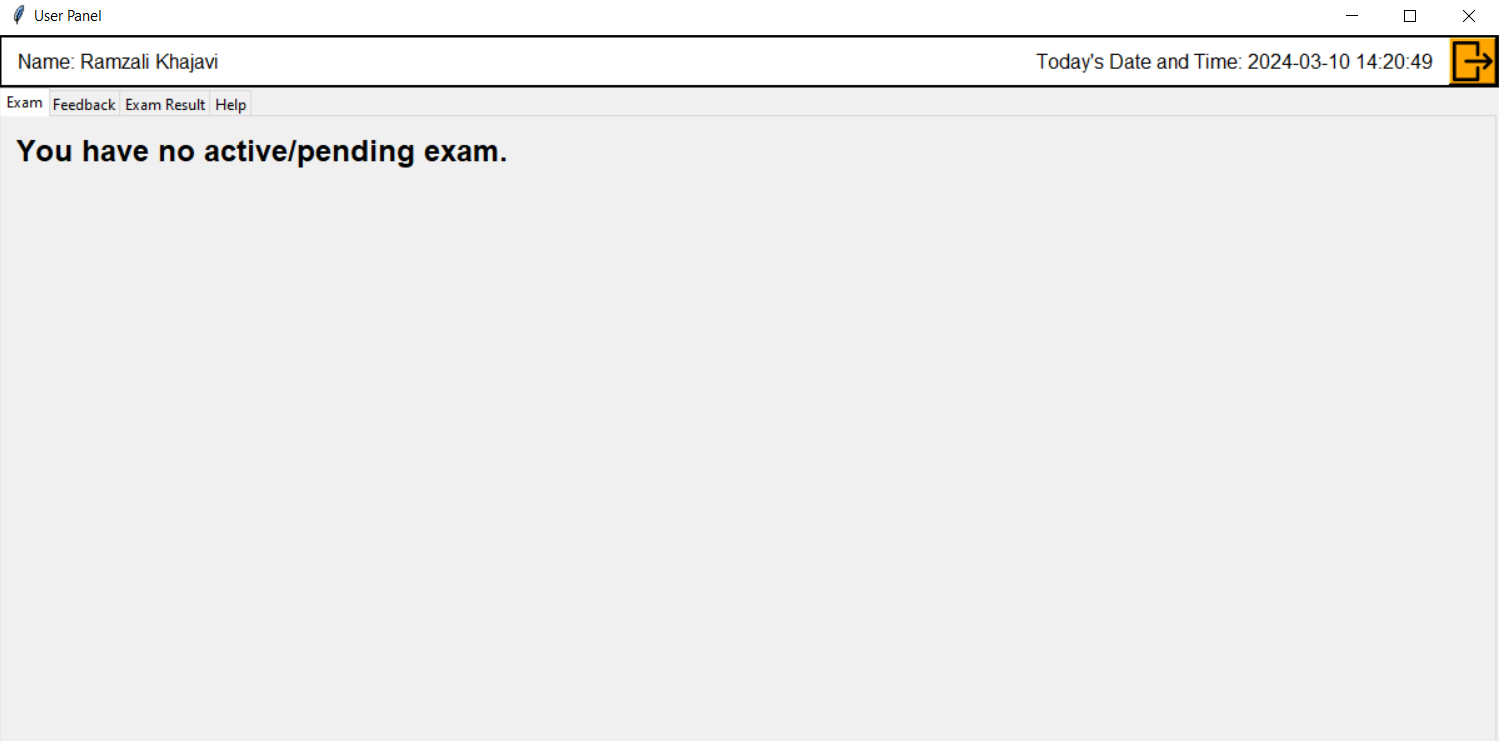 User Panel
Name: Ramzali Khajavi
Today's Date and Time: 2024-03-10 14:20:49
Exam Feedback Exam Result Help
You have no active/pending exam.